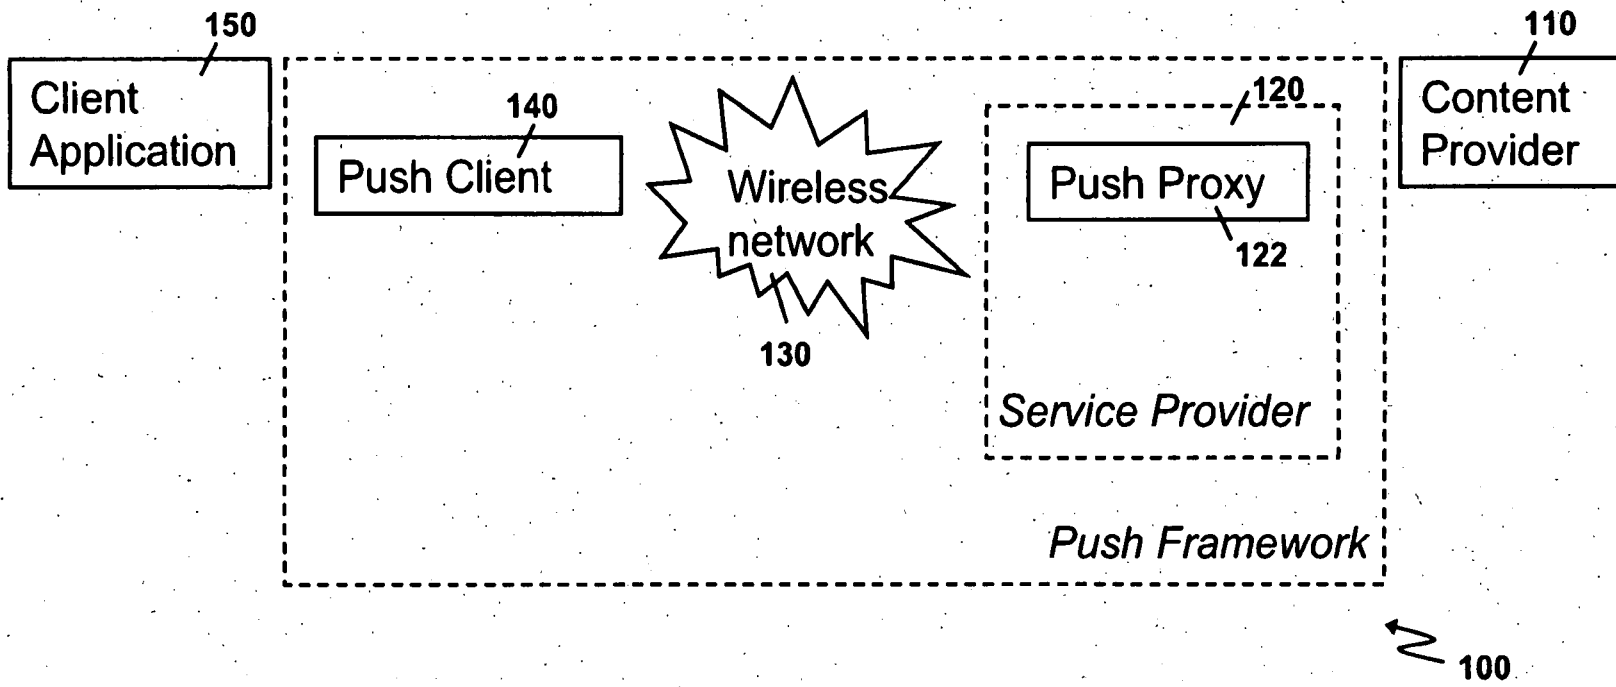 150
110
Client
Application
140
Push Client
Wireless
network
130
120
Push Proxy
122
Content
Provider
Service Provider
Push Framework
100